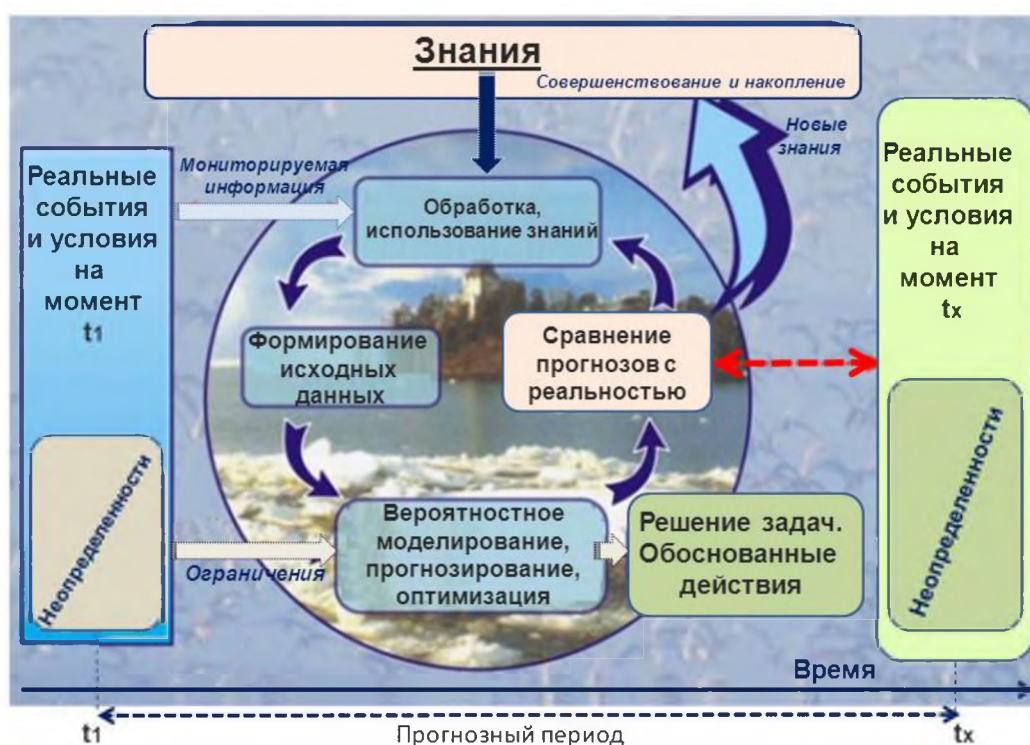 Знания
Совершенствование и накопление
Новые
знания
Мониторируемая
информация
Реальные
события
и условия
на
момент
t1
Неопределенности
Обработка,
использование знаний
Формирование
исходных
данных
Сравнение
прогнозов с
реальностью
Вероятностное
моделирование,
прогнозирование,
оптимизация
Ограничения
Решение задач.
Обоснованные
действия
Реальные
события
и условия
на
момент
tx
Неопределенности
Время
t1
Прогнозный период
tx